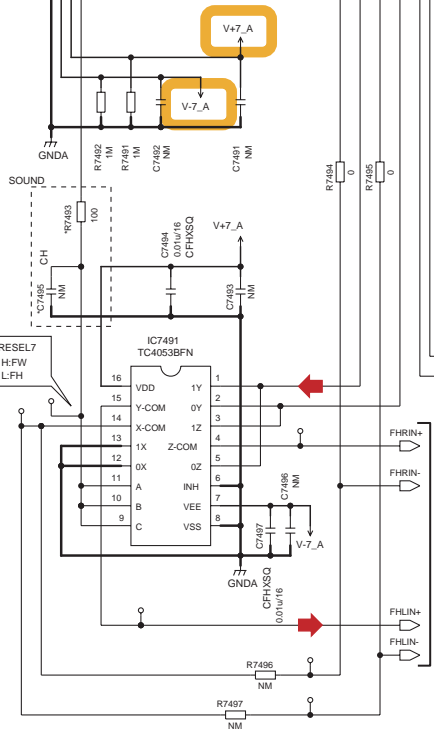 V+7_A
V-7_A
GNDA
R7492
1M
R7491
1M
C7492
NM
C7491
NM
R7494
0
R7495
0
SOUND
*R7493
100
CH
*C7495
NM
C7494
0.01u/16
CFHXSQ
V+7_A
C7493
NM
RESEL7
H:FW
L:FH
IC7491
TC4053BFN
16 VDD 1Y 1
15 Y-COM 0Y 2
14 X-COM 1Z 3
13 1X Z-COM 4
12 0X 0Z 5
11 A INH 6
10 B VEE 7
9 C VSS 8
C7496
NM
C7497
CFHXSQ
0.01u/16
V-7_A
GNDA
FHRIN+
FHRIN-
FHLIN+
FHLIN-
R7496
NM
R7497
NM